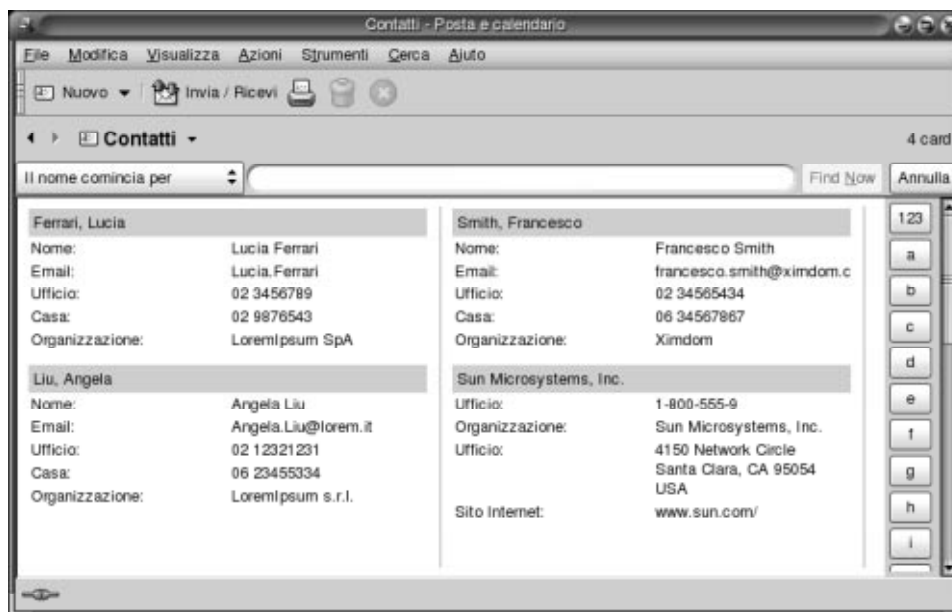 Contatti - Posta e calendario
File Modifica Visualizza Azioni Strumenti Cerca Aiuto
Nuovo Invia / Ricevi
Contatti 4 card
Il nome comincia per Find Now Annulla
Ferrari, Lucia
Nome: Lucia Ferrari
Email: Lucia.Ferrari
Ufficio: 02 3456789
Casa: 02 9876543
Organizzazione: LoremIpsum SpA
Liu, Angela
Nome: Angela Liu
Email: Angela.Liu@lorem.it
Ufficio: 02 12321231
Casa: 06 23455334
Organizzazione: LoremIpsum s.r.l.
Smith, Francesco
Nome: Francesco Smith
Email: francesco.smith@ximdom.c
Ufficio: 02 34565434
Casa: 06 34567867
Organizzazione: Ximdom
Sun Microsystems, Inc.
Ufficio: 1-800-555-9
Organizzazione: Sun Microsystems, Inc.
Ufficio: 4150 Network Circle
Santa Clara, CA 95054
USA
Sito Internet: www.sun.com/
123
a
b
c
d
e
f
g
h
i